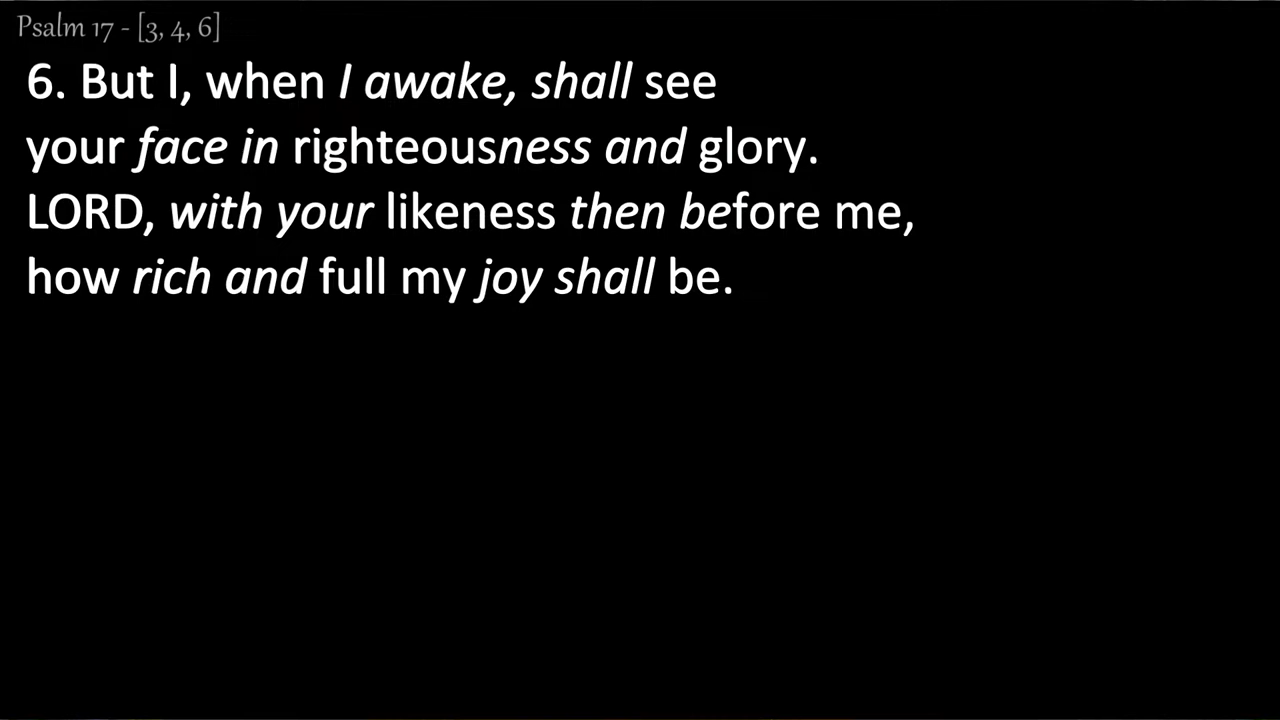 Psalm 17 - [3, 4, 6]
6. But I, when I awake, shall see
your face in righteousness and glory.
LORD, with your likeness then before me,
how rich and full my joy shall be.